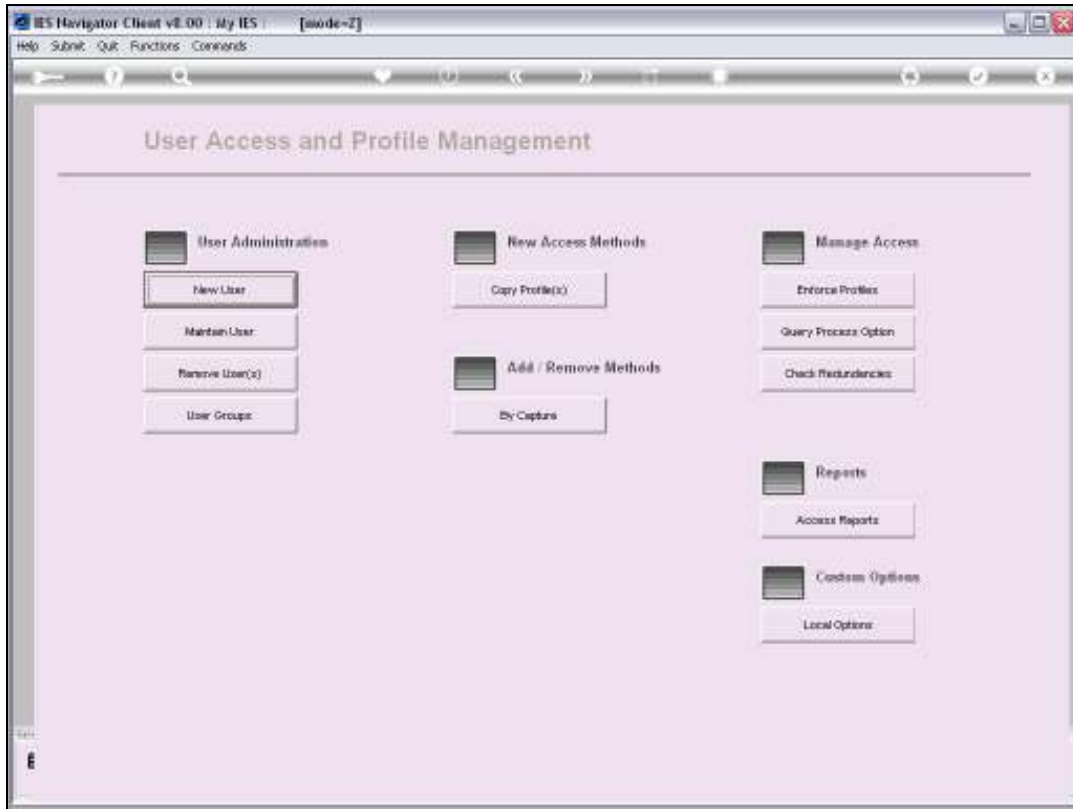 IES Navigator Client v8.00 : My IES : [mode=Z]
Help Submit Quit Functions Commands
User Access and Profile Management
User Administration
New User
Maintain User
Remove User(s)
User Groups
New Access Methods
Copy Profile(s)
Add / Remove Methods
By Capture
Manage Access
Enforce Profiles
Query Process Option
Check Redundancies
Reports
Access Reports
Custom Options
Local Options